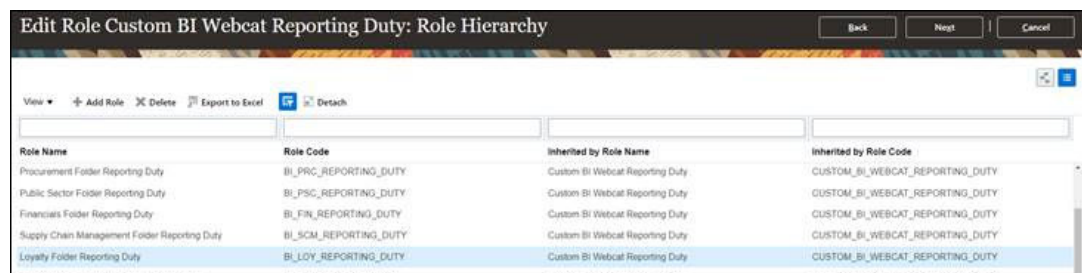 Edit Role Custom BI Webcat Reporting Duty: Role Hierarchy Back Next Cancel
View Add Role Delete Export to Excel Detach
Role Name Role Code Inherited by Role Name Inherited by Role Code
Procurement Folder Reporting Duty BI_PRC_REPORTING_DUTY Custom BI Webcat Reporting Duty CUSTOM_BI_WEBCAT_REPORTING_DUTY
Public Sector Folder Reporting Duty BI_PSC_REPORTING_DUTY Custom BI Webcat Reporting Duty CUSTOM_BI_WEBCAT_REPORTING_DUTY
Financials Folder Reporting Duty BI_FIN_REPORTING_DUTY Custom BI Webcat Reporting Duty CUSTOM_BI_WEBCAT_REPORTING_DUTY
Supply Chain Management Folder Reporting Duty BI_SCM_REPORTING_DUTY Custom BI Webcat Reporting Duty CUSTOM_BI_WEBCAT_REPORTING_DUTY
Loyalty Folder Reporting Duty BI_LOY_REPORTING_DUTY Custom BI Webcat Reporting Duty CUSTOM_BI_WEBCAT_REPORTING_DUTY